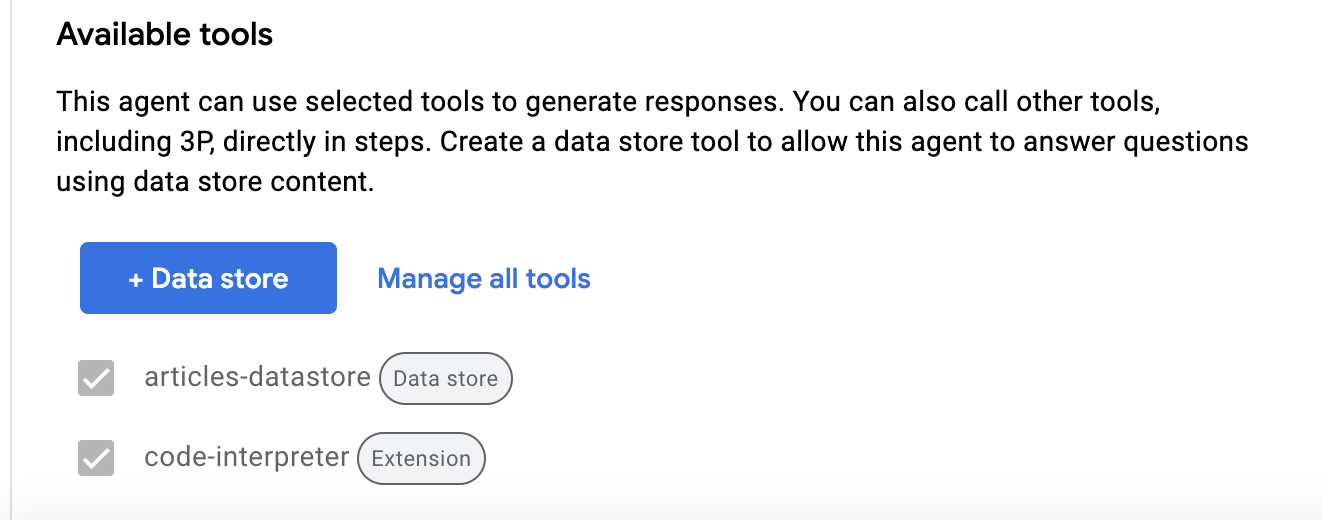 Available tools
This agent can use selected tools to generate responses. You can also call other tools,
including 3P, directly in steps. Create a data store tool to allow this agent to answer questions
using data store content.
+ Data store Manage all tools
articles-datastore Data store
code-interpreter Extension